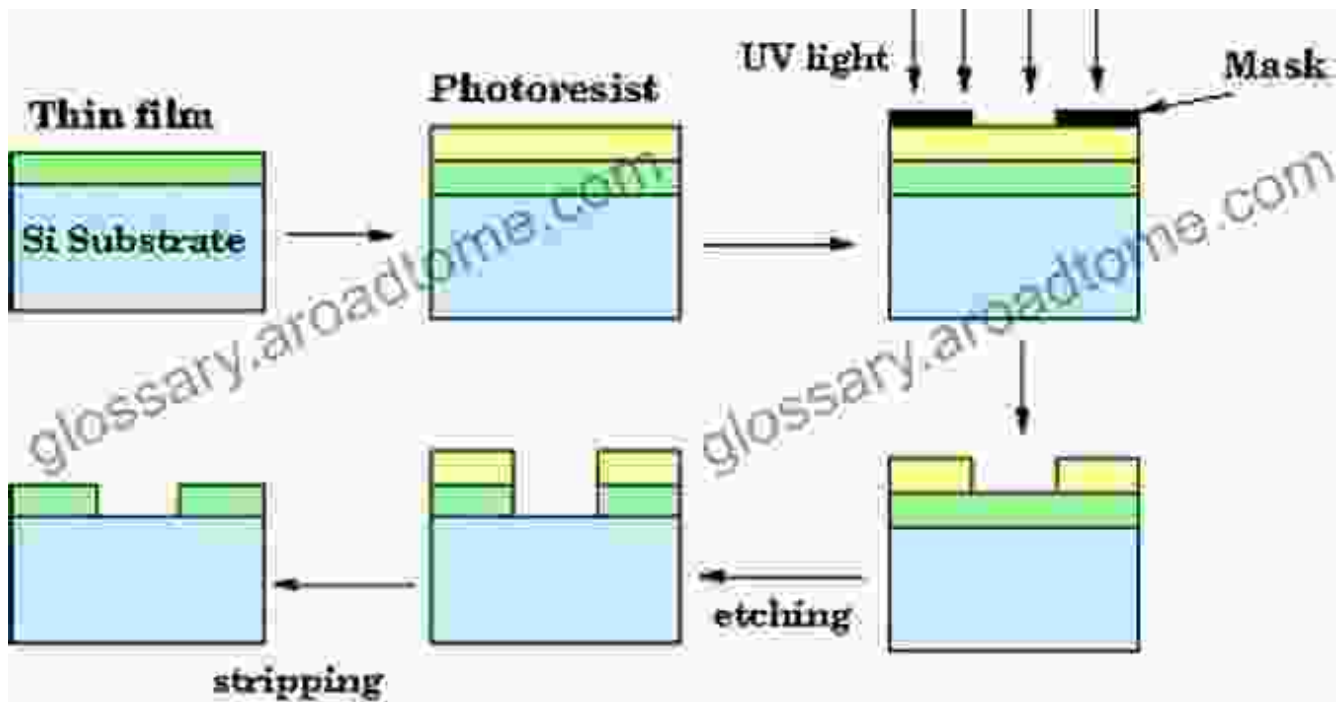 Thin film
Photoresist
UV light
Mask
Si Substrate
glossary.aroadtome.com
glossary.aroadtome.com
etching
stripping